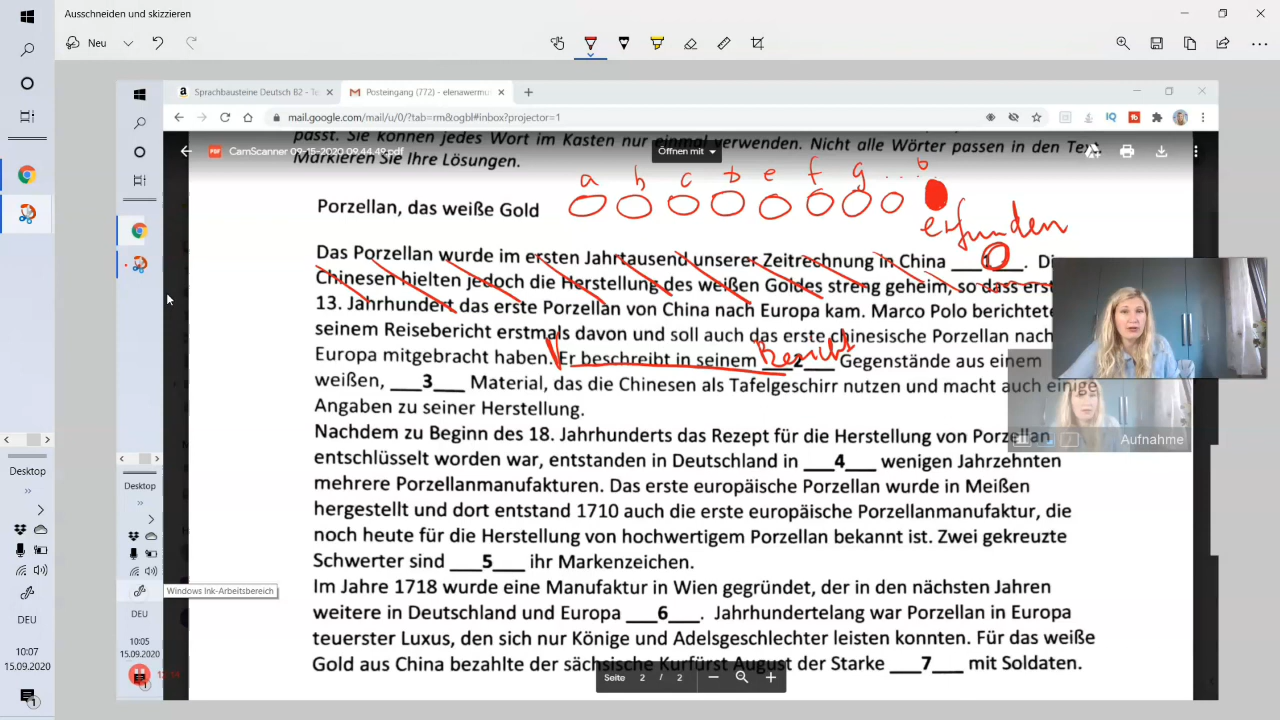 Ausschneiden und skizzieren
Neu
Sprachbausteine Deutsch B2 - Te
Posteingang (772) - elenawermut
mail.google.com/mail/u/0/?tab=rm&ogbl#inbox?projector=1
passt. Sie können jedes Wort im Kasten nur einmal verwenden. Nicht alle Wörter passen in den Text.
PDF CamScanner 09-15-2020 09.44.49.pdf
Öffnen mit
Markieren Sie Ihre Lösungen.
a b c d e f g ... o
Porzellan, das weiße Gold
erfunden
Das Porzellan wurde im ersten Jahrtausend unserer Zeitrechnung in China ___1___. Di
Chinesen hielten jedoch die Herstellung des weißen Goldes streng geheim, so dass erst
13. Jahrhundert das erste Porzellan von China nach Europa kam. Marco Polo berichtete
seinem Reisebericht erstmals davon und soll auch das erste chinesische Porzellan nach
Bericht
Europa mitgebracht haben. Er beschreibt in seinem ___2___ Gegenstände aus einem
weißen, ___3___ Material, das die Chinesen als Tafelgeschirr nutzen und macht auch einige
Angaben zu seiner Herstellung.
Nachdem zu Beginn des 18. Jahrhunderts das Rezept für die Herstellung von Porzellan
Aufnahme
entschlüsselt worden war, entstanden in Deutschland in ___4___ wenigen Jahrzehnten
mehrere Porzellanmanufakturen. Das erste europäische Porzellan wurde in Meißen
hergestellt und dort entstand 1710 auch die erste europäische Porzellanmanufaktur, die
noch heute für die Herstellung von hochwertigem Porzellan bekannt ist. Zwei gekreuzte
Schwerter sind ___5___ ihr Markenzeichen.
Im Jahre 1718 wurde eine Manufaktur in Wien gegründet, der in den nächsten Jahren
weitere in Deutschland und Europa ___6___. Jahrhundertelang war Porzellan in Europa
teuerster Luxus, den sich nur Könige und Adelsgeschlechter leisten konnten. Für das weiße
Gold aus China bezahlte der sächsische Kurfürst August der Starke ___7___ mit Soldaten.
Seite 2 / 2
Desktop
Desktop
Windows Ink-Arbeitsbereich
DEU
DEU
10:05
15.09.2020
10:07
15.09.2020